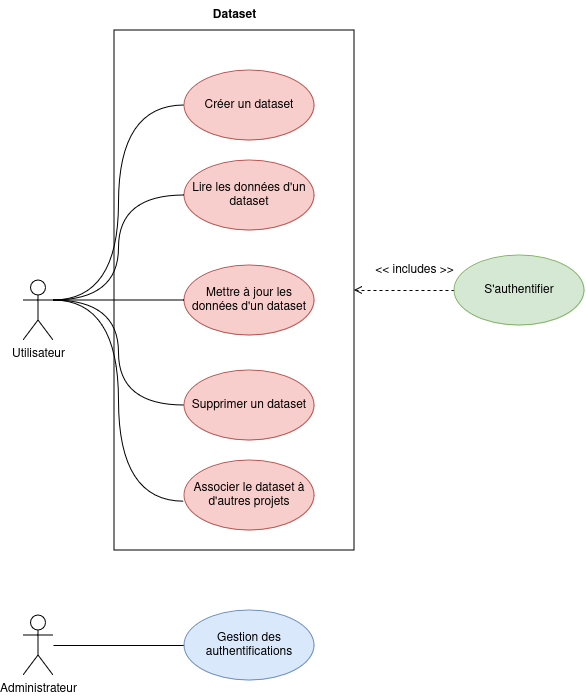 Dataset
Créer un dataset
Lire les données d'un
dataset
<< includes >>
S'authentifier
Mettre à jour les
données d'un dataset
Utilisateur
Supprimer un dataset
Associer le dataset à
d'autres projets
Gestion des
authentifications
Administrateur